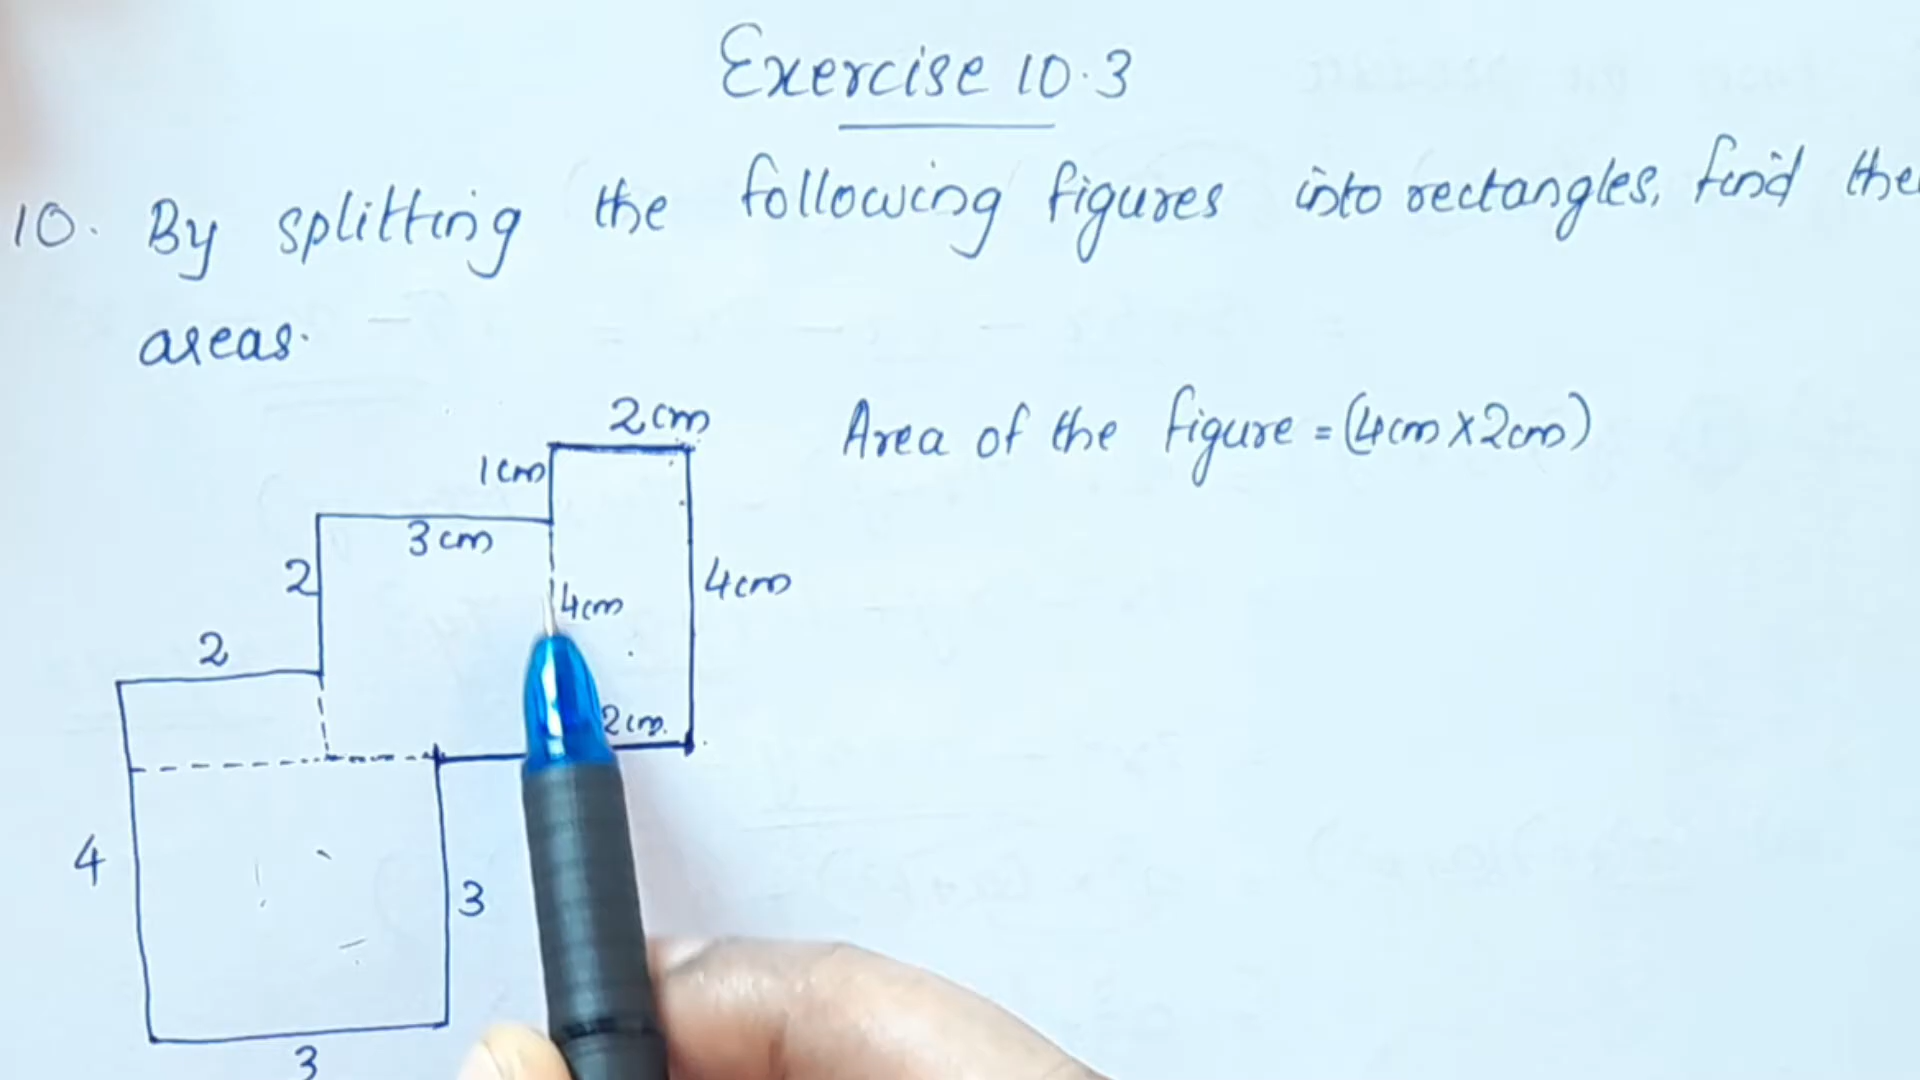 Exercise 10.3
10. By splitting the following figures into rectangles, find the
areas.
Area of the figure = (4cm x 2cm)
2cm
1cm
3cm
2
4cm
4cm
2
2cm.
4
3
3